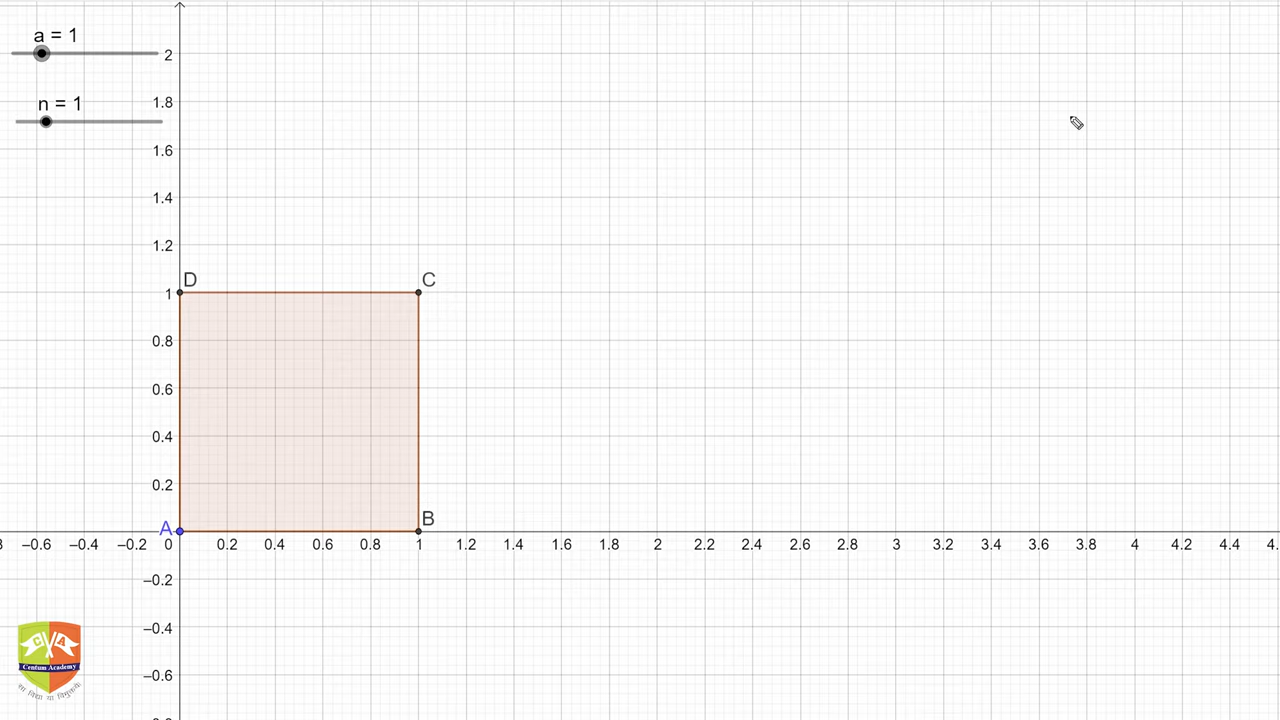 a = 1
n = 1
2
1.8
1.6
1.4
1.2
D
C
1
0.8
0.6
0.4
0.2
A
B
–0.6 –0.4 –0.2 0 0.2 0.4 0.6 0.8 1 1.2 1.4 1.6 1.8 2 2.2 2.4 2.6 2.8 3 3.2 3.4 3.6 3.8 4 4.2 4.4
–0.2
–0.4
–0.6
C A
Centum Academy
सा विद्या या विमुक्तये